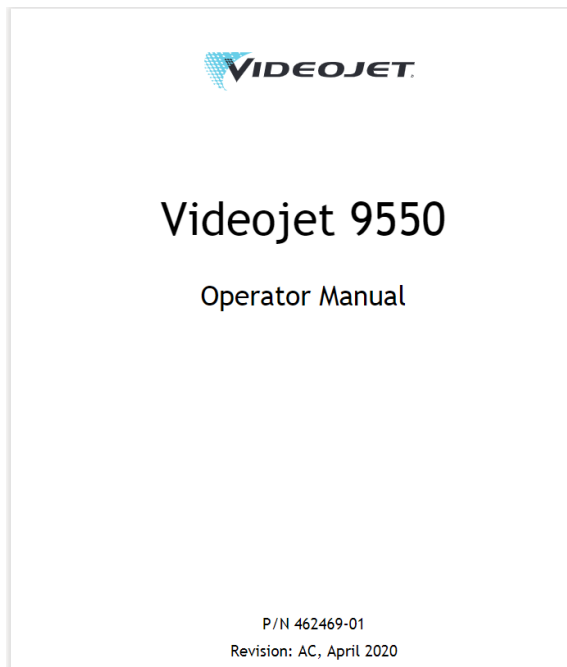 VIDEOJET.
Videojet 9550
Operator Manual
P/N 462469-01
Revision: AC, April 2020